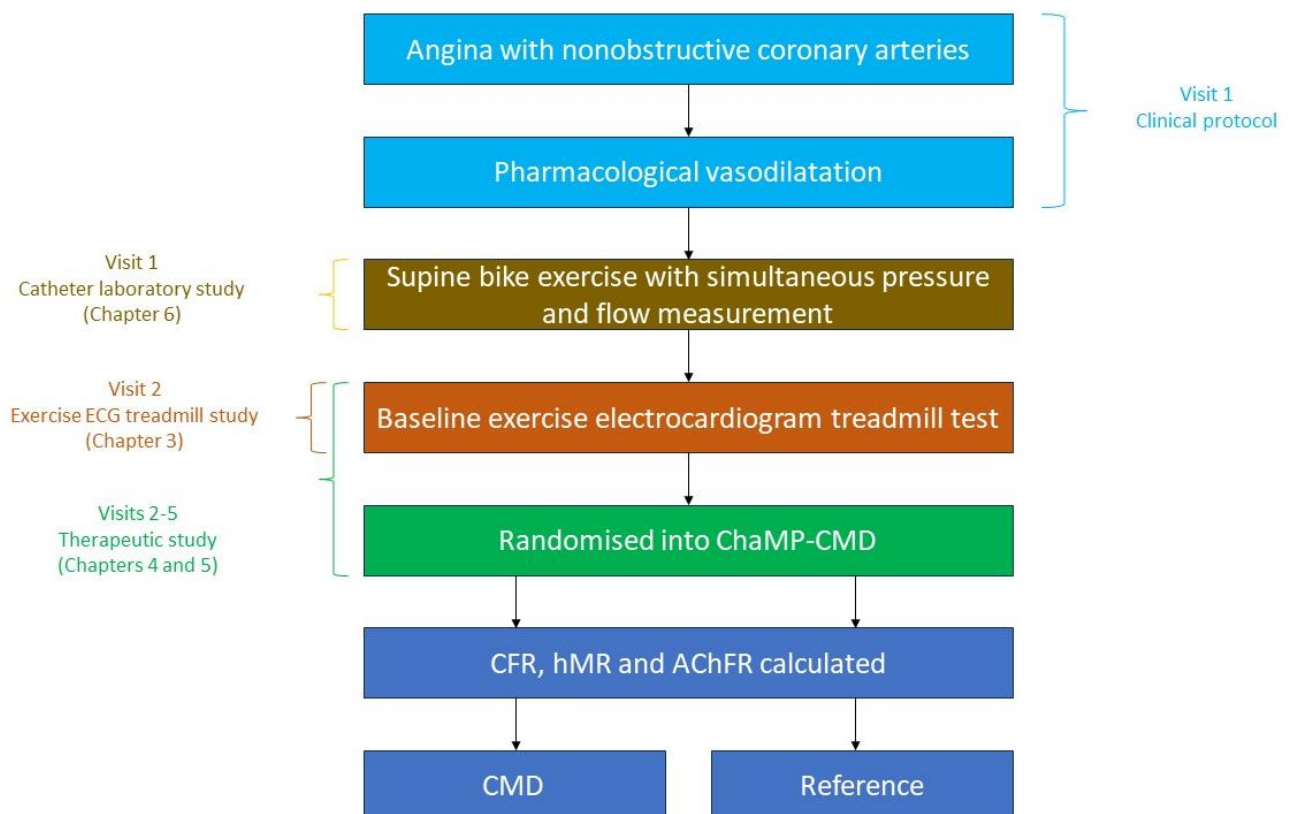 Angina with nonobstructive coronary arteries
Visit 1
Clinical protocol
Pharmacological vasodilatation
Visit 1
Catheter laboratory study
(Chapter 6)
Supine bike exercise with simultaneous pressure
and flow measurement
Visit 2
Exercise ECG treadmill study
(Chapter 3)
Baseline exercise electrocardiogram treadmill test
Visits 2-5
Therapeutic study
(Chapters 4 and 5)
Randomised into ChaMP-CMD
CFR, hMR and AChFR calculated
CMD
Reference